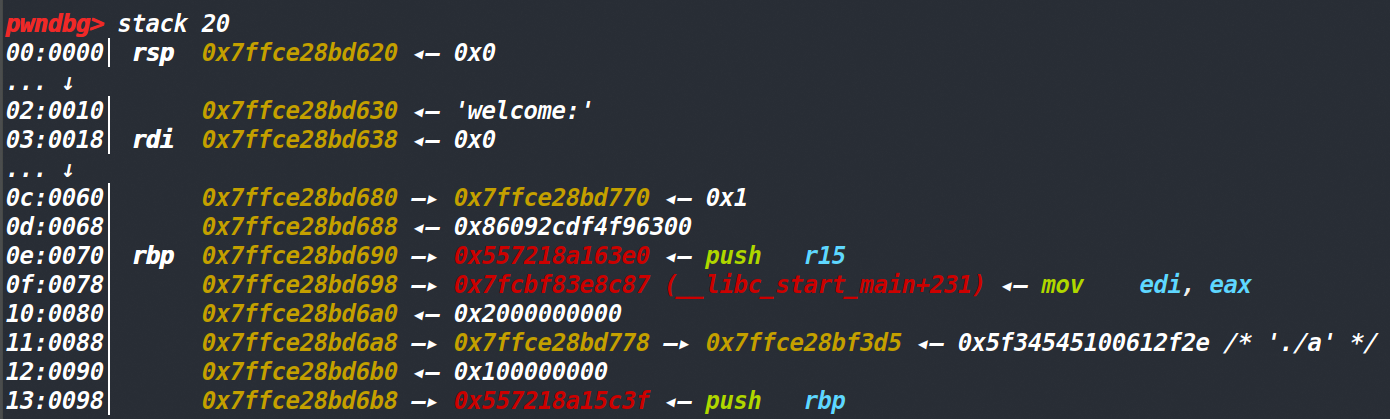 pwndbg> stack 20
00:0000│ rsp 0x7ffce28bd620 ◂— 0x0
... ↓
02:0010│ 0x7ffce28bd630 ◂— 'welcome:'
03:0018│ rdi 0x7ffce28bd638 ◂— 0x0
... ↓
0c:0060│ 0x7ffce28bd680 —▸ 0x7ffce28bd770 ◂— 0x1
0d:0068│ 0x7ffce28bd688 ◂— 0x86092cdf4f96300
0e:0070│ rbp 0x7ffce28bd690 —▸ 0x557218a163e0 ◂— push r15
0f:0078│ 0x7ffce28bd698 —▸ 0x7fcbf83e8c87 (__libc_start_main+231) ◂— mov edi, eax
10:0080│ 0x7ffce28bd6a0 ◂— 0x2000000000
11:0088│ 0x7ffce28bd6a8 —▸ 0x7ffce28bd778 —▸ 0x7ffce28bf3d5 ◂— 0x5f34545100612f2e /* './a' */
12:0090│ 0x7ffce28bd6b0 ◂— 0x100000000
13:0098│ 0x7ffce28bd6b8 —▸ 0x557218a15c3f ◂— push rbp